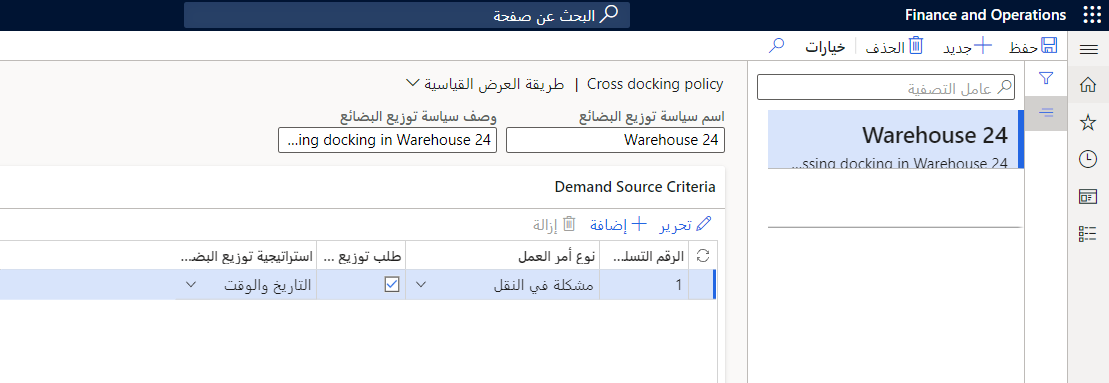 Finance and Operations
البحث عن صفحة
حفظ
جديد
الحذف
خيارات
عامل التصفية
Warehouse 24
...ssing docking in Warehouse 24
Cross docking policy | طريقة العرض القياسية
اسم سياسة توزيع البضائع
وصف سياسة توزيع البضائع
Warehouse 24
...ing docking in Warehouse 24
Demand Source Criteria
تحرير
إضافة
إزالة
الرقم التسل...
نوع أمر العمل
طلب توزيع ...
استراتيجية توزيع البض...
1
مشكلة في النقل
التاريخ والوقت